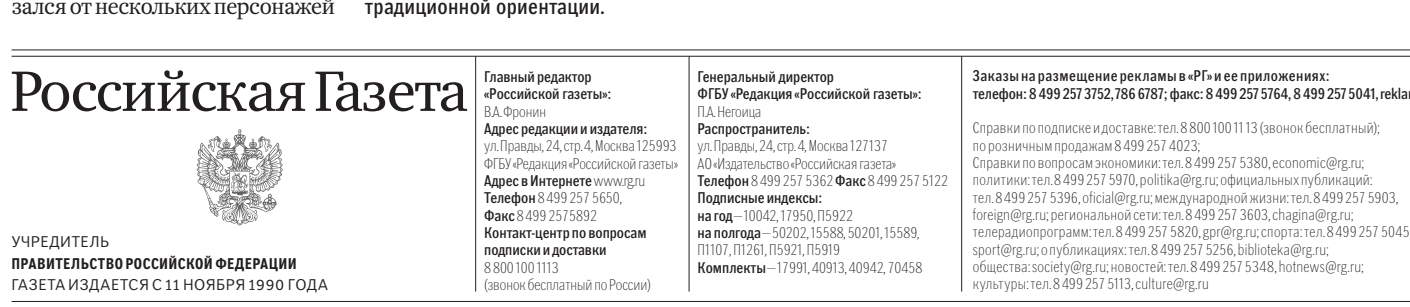 зался от нескольких персонажей
традиционной ориентации.
Российская Газета
УЧРЕДИТЕЛЬ
ПРАВИТЕЛЬСТВО РОССИЙСКОЙ ФЕДЕРАЦИИ
ГАЗЕТА ИЗДАЕТСЯ С 11 НОЯБРЯ 1990 ГОДА
Главный редактор
«Российской газеты»:
В.А. Фронин
Адрес редакции и издателя:
ул. Правды, 24, стр. 4, Москва 125993
ФГБУ «Редакция «Российской газеты»
Адрес в Интернете www.rg.ru
Телефон 8 499 257 5650,
Факс 8 499 2575892
Контакт-центр по вопросам
подписки и доставки
8 800 100 1113
(звонок бесплатный по России)
Генеральный директор
ФГБУ «Редакция «Российской газеты»:
П.А. Негоица
Распространитель:
ул. Правды, 24, стр. 4, Москва 127137
АО «Издательство «Российская газета»
Телефон 8 499 257 5362 Факс 8 499 257 5122
Подписные индексы:
на год — 10042, 17950, П5922
на полгода — 50202, 15588, 50201, 15589,
П1107, П1261, П5921, П5919
Комплекты — 17991, 40913, 40942, 70458
Заказы на размещение рекламы в «РГ» и ее приложениях:
телефон: 8 499 257 3752, 786 6787; факс: 8 499 257 5764, 8 499 257 5041, reklar
Справки по подписке и доставке: тел. 8 800 100 11 13 (звонок бесплатный);
по розничным продажам 8 499 257 4023;
Справки по вопросам экономики: тел. 8 499 257 5380, economic@rg.ru;
политики: тел. 8 499 257 5970, politika@rg.ru; официальных публикаций:
тел. 8 499 257 5396, oficial@rg.ru; международной жизни: тел. 8 499 257 5903,
foreign@rg.ru; региональной сети: тел. 8 499 257 3603, chagina@rg.ru;
телерадиопрограмм: тел. 8 499 257 5820, gpr@rg.ru; спорта: тел. 8 499 257 5045
sport@rg.ru; о публикациях: тел. 8 499 257 5256, biblioteka@rg.ru;
общества: society@rg.ru; новостей: тел. 8 499 257 5348, hotnews@rg.ru;
культуры: тел. 8 499 257 5113, culture@rg.ru